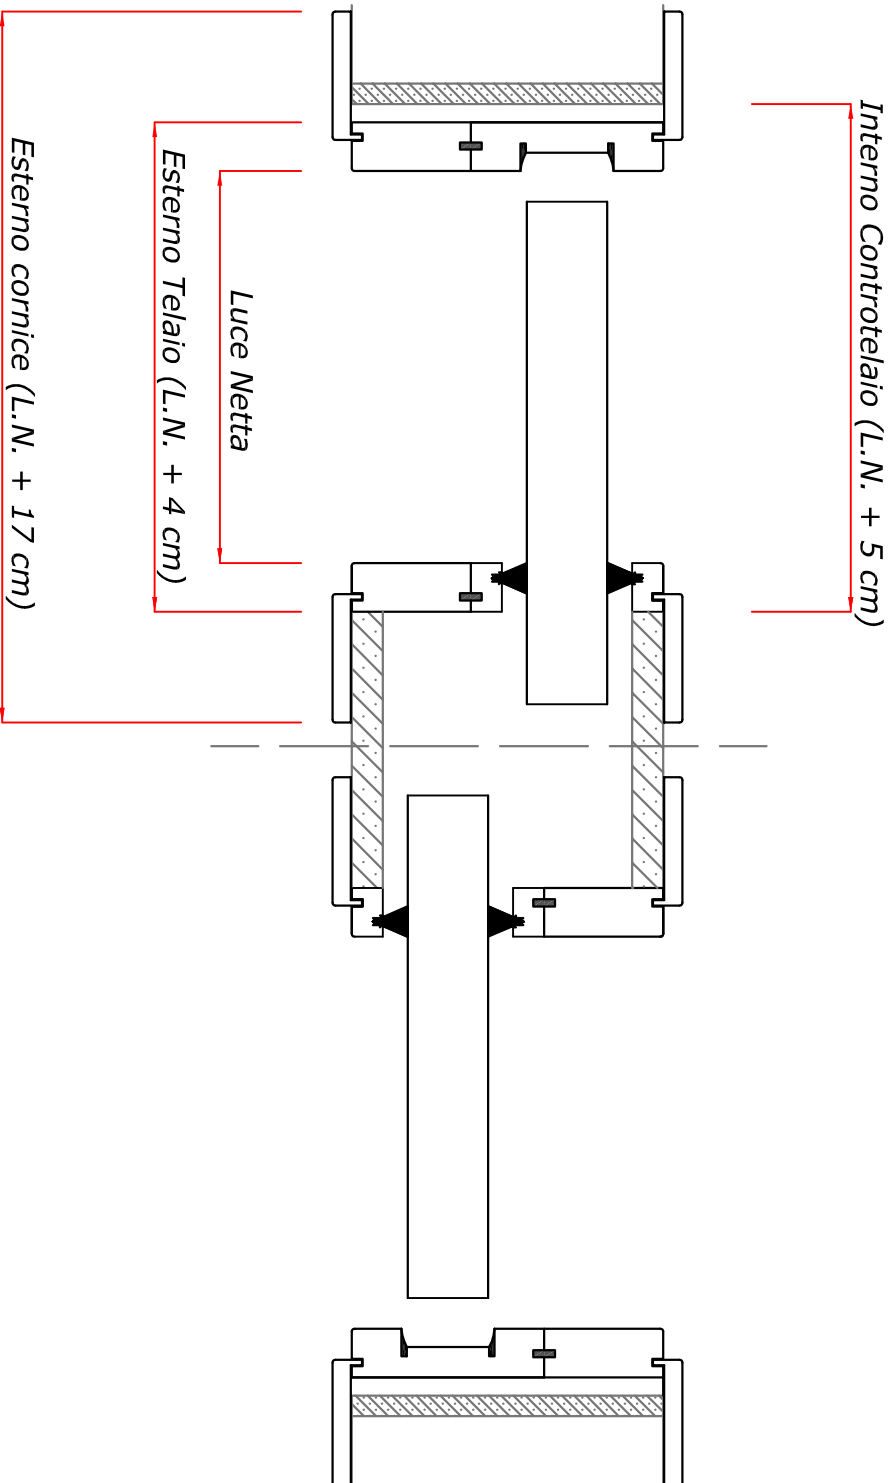 Interno Controtelaio (L.N. + 5 cm)
Luce Netta
Esterno Telaio (L.N. + 4 cm)
Esterno cornice (L.N. + 17 cm)